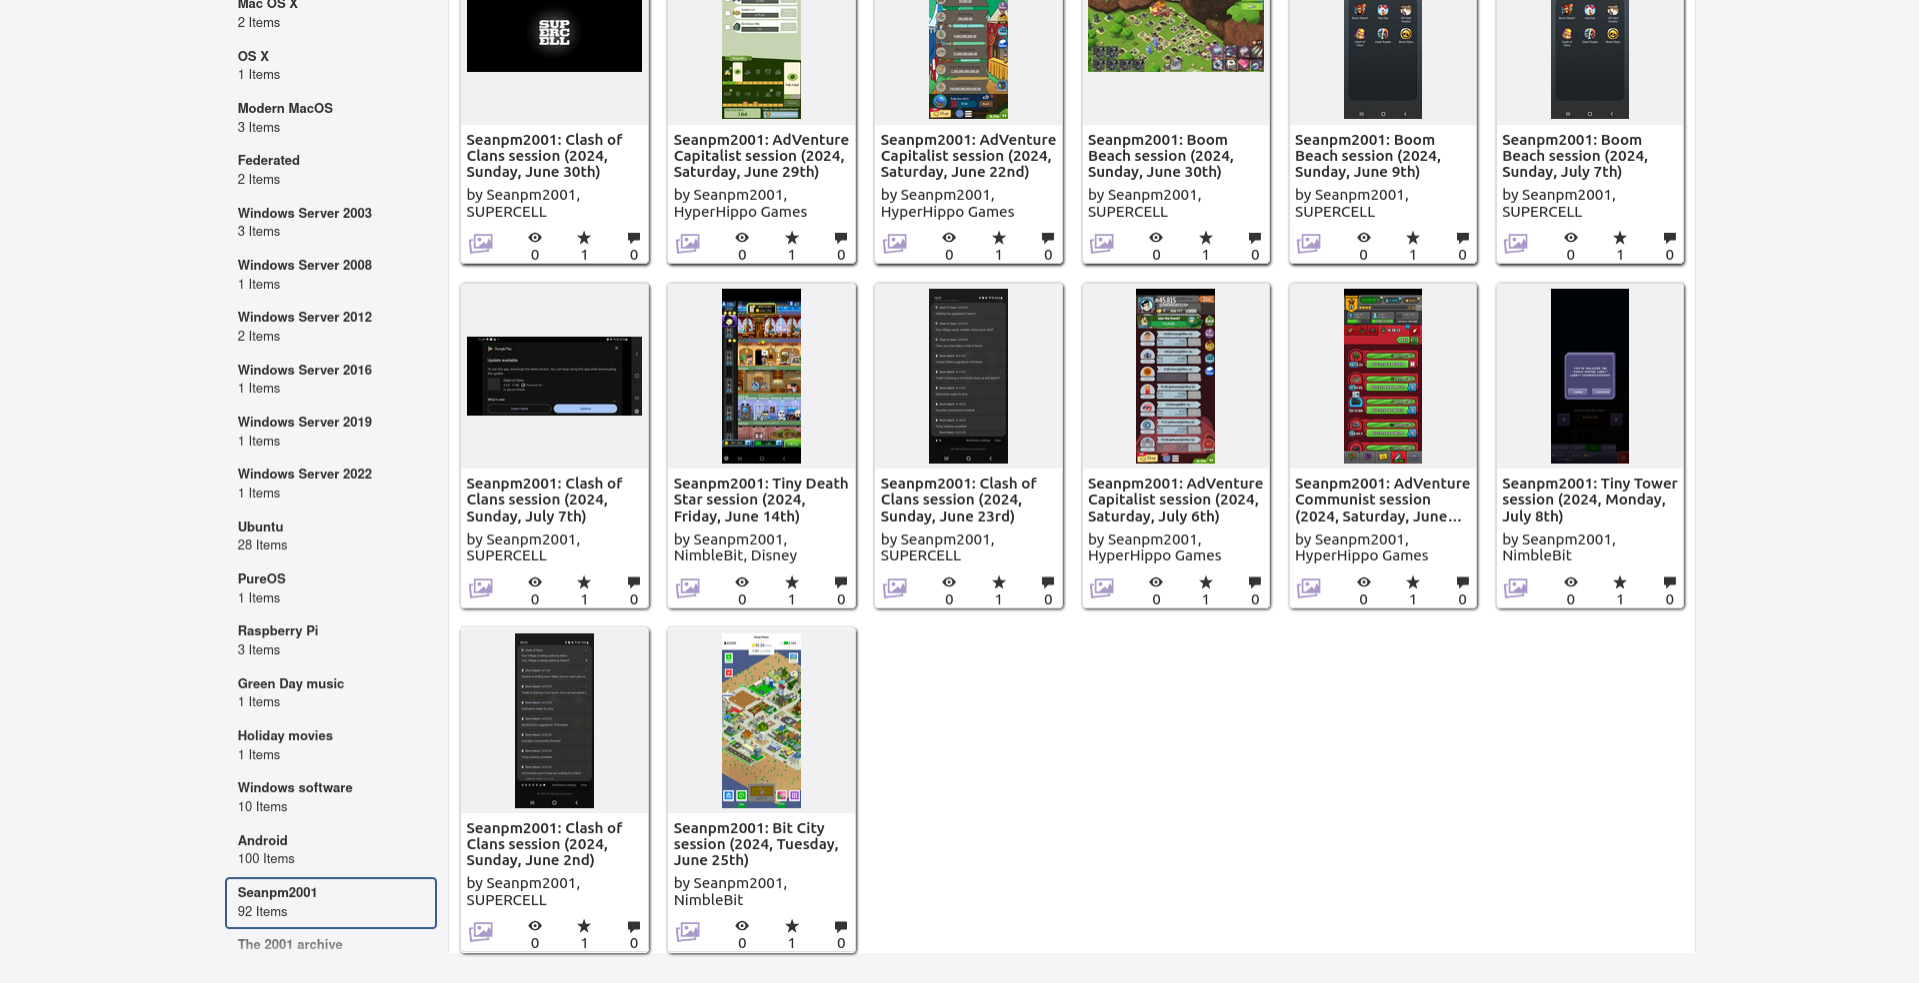 Mac OS X
2 Items
OS X
1 Items
Modern MacOS
3 Items
Federated
2 Items
Windows Server 2003
3 Items
Windows Server 2008
1 Items
Windows Server 2012
2 Items
Windows Server 2016
1 Items
Windows Server 2019
1 Items
Windows Server 2022
1 Items
Ubuntu
28 Items
PureOS
1 Items
Raspberry Pi
3 Items
Green Day music
1 Items
Holiday movies
1 Items
Windows software
10 Items
Android
100 Items
Seanpm2001
92 Items
The 2001 archive
SUP
ERC
ELL
Seanpm2001: Clash of
Clans session (2024,
Sunday, June 30th)
by Seanpm2001,
SUPERCELL
0 1 0
Seanpm2001: AdVenture
Capitalist session (2024,
Saturday, June 29th)
by Seanpm2001,
HyperHippo Games
0 1 0
Seanpm2001: AdVenture
Capitalist session (2024,
Saturday, June 22nd)
by Seanpm2001,
HyperHippo Games
0 1 0
Seanpm2001: Boom
Beach session (2024,
Sunday, June 30th)
by Seanpm2001,
SUPERCELL
0 1 0
Seanpm2001: Boom
Beach session (2024,
Sunday, June 9th)
by Seanpm2001,
SUPERCELL
0 1 0
Seanpm2001: Boom
Beach session (2024,
Sunday, July 7th)
by Seanpm2001,
SUPERCELL
0 1 0
Google Play
Update available
Seanpm2001: Clash of
Clans session (2024,
Sunday, July 7th)
by Seanpm2001,
SUPERCELL
0 1 0
Seanpm2001: Tiny Death
Star session (2024,
Friday, June 14th)
by Seanpm2001,
NimbleBit, Disney
0 1 0
Seanpm2001: Clash of
Clans session (2024,
Sunday, June 23rd)
by Seanpm2001,
SUPERCELL
0 1 0
Seanpm2001: AdVenture
Capitalist session (2024,
Saturday, July 6th)
by Seanpm2001,
HyperHippo Games
0 1 0
Seanpm2001: AdVenture
Communist session
(2024, Saturday, June...
by Seanpm2001,
HyperHippo Games
0 1 0
Seanpm2001: Tiny Tower
session (2024, Monday,
July 8th)
by Seanpm2001,
NimbleBit
0 1 0
Seanpm2001: Clash of
Clans session (2024,
Sunday, June 2nd)
by Seanpm2001,
SUPERCELL
0 1 0
Seanpm2001: Bit City
session (2024, Tuesday,
June 25th)
by Seanpm2001,
NimbleBit
0 1 0